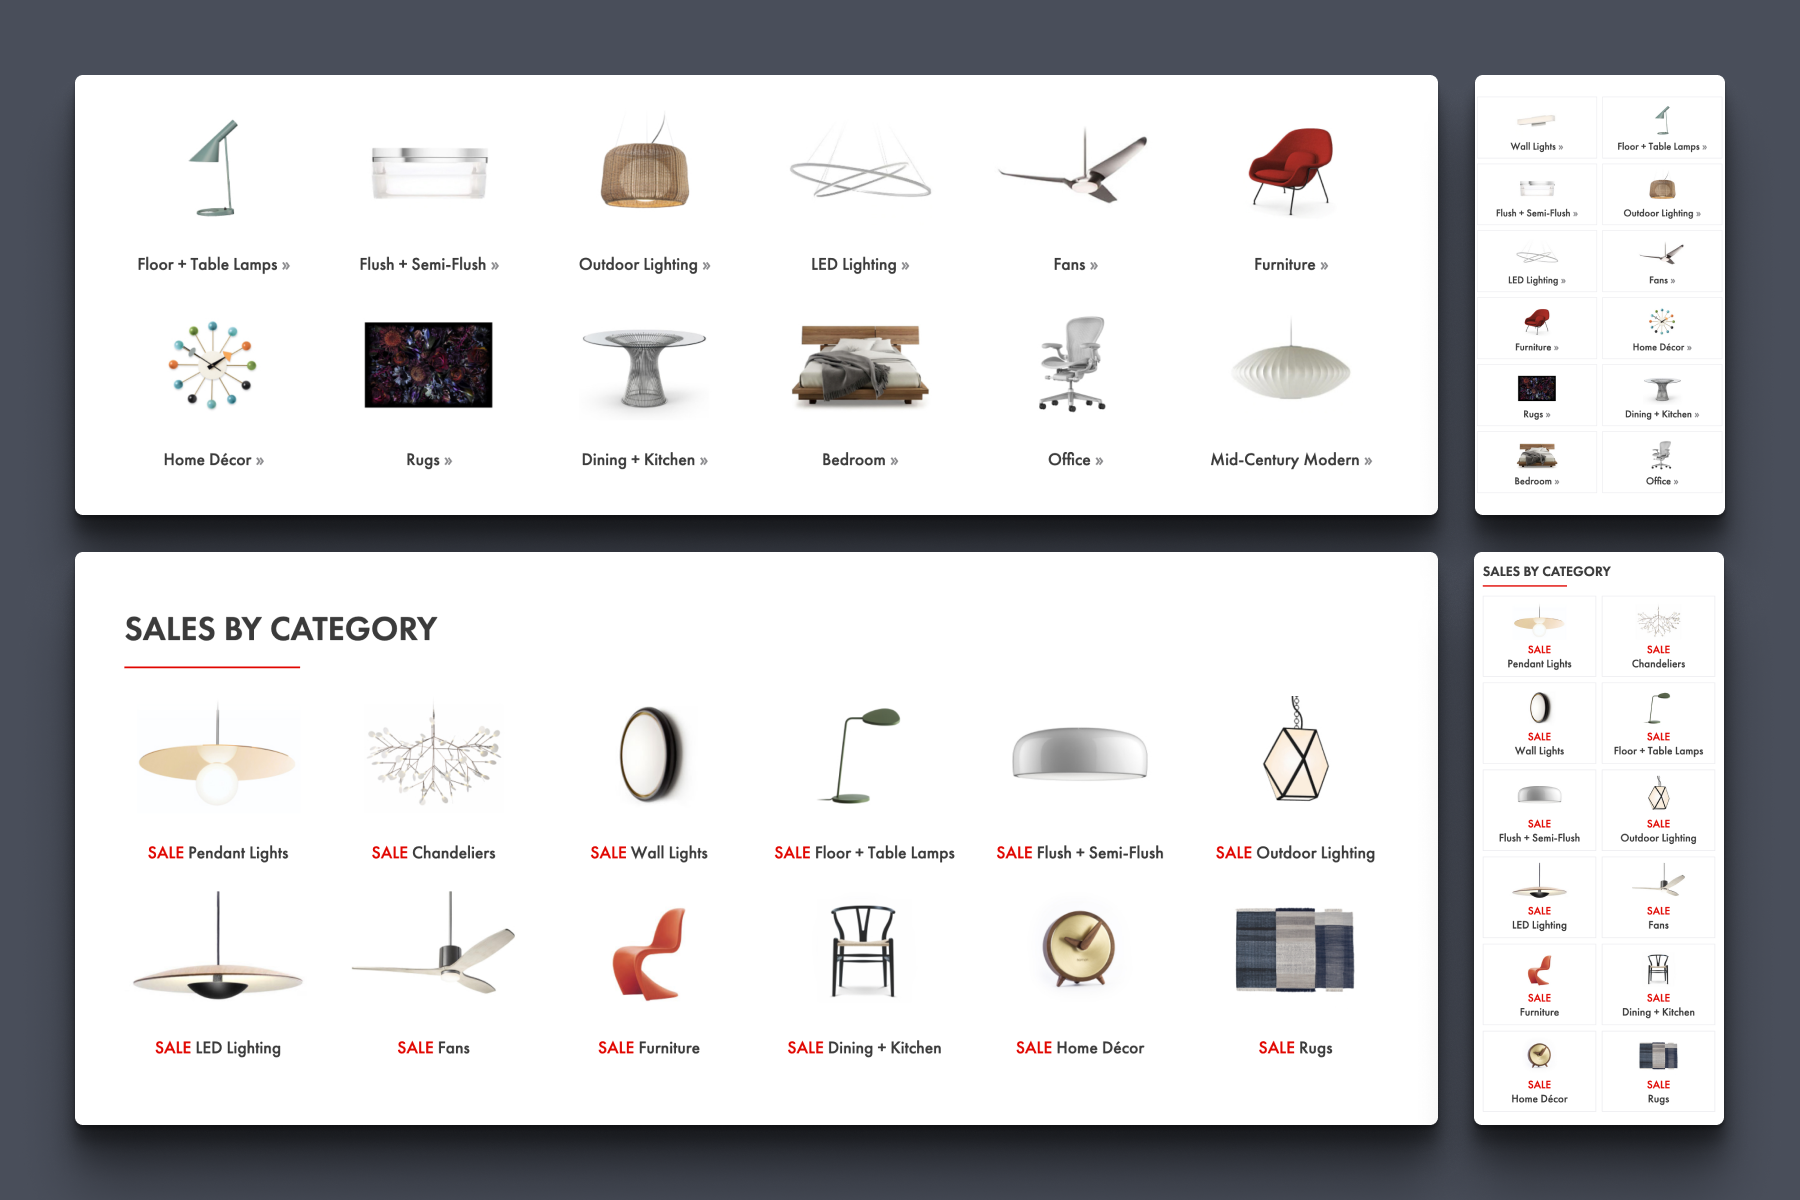 Floor + Table Lamps »
Flush + Semi-Flush »
Outdoor Lighting »
LED Lighting »
Fans »
Furniture »
Home Décor »
Rugs »
Dining + Kitchen »
Bedroom »
Office »
Mid-Century Modern »
Wall Lights »
Floor + Table Lamps »
Flush + Semi-Flush »
Outdoor Lighting »
LED Lighting »
Fans »
Furniture »
Home Décor »
Rugs »
Dining + Kitchen »
Bedroom »
Office »
SALES BY CATEGORY
SALE Pendant Lights
SALE Chandeliers
SALE Wall Lights
SALE Floor + Table Lamps
SALE Flush + Semi-Flush
SALE Outdoor Lighting
SALE LED Lighting
SALE Fans
SALE Furniture
SALE Dining + Kitchen
SALE Home Décor
SALE Rugs
SALES BY CATEGORY
SALE
Pendant Lights
SALE
Chandeliers
SALE
Wall Lights
SALE
Floor + Table Lamps
SALE
Flush + Semi-Flush
SALE
Outdoor Lighting
SALE
LED Lighting
SALE
Fans
SALE
Furniture
SALE
Dining + Kitchen
SALE
Home Décor
SALE
Rugs